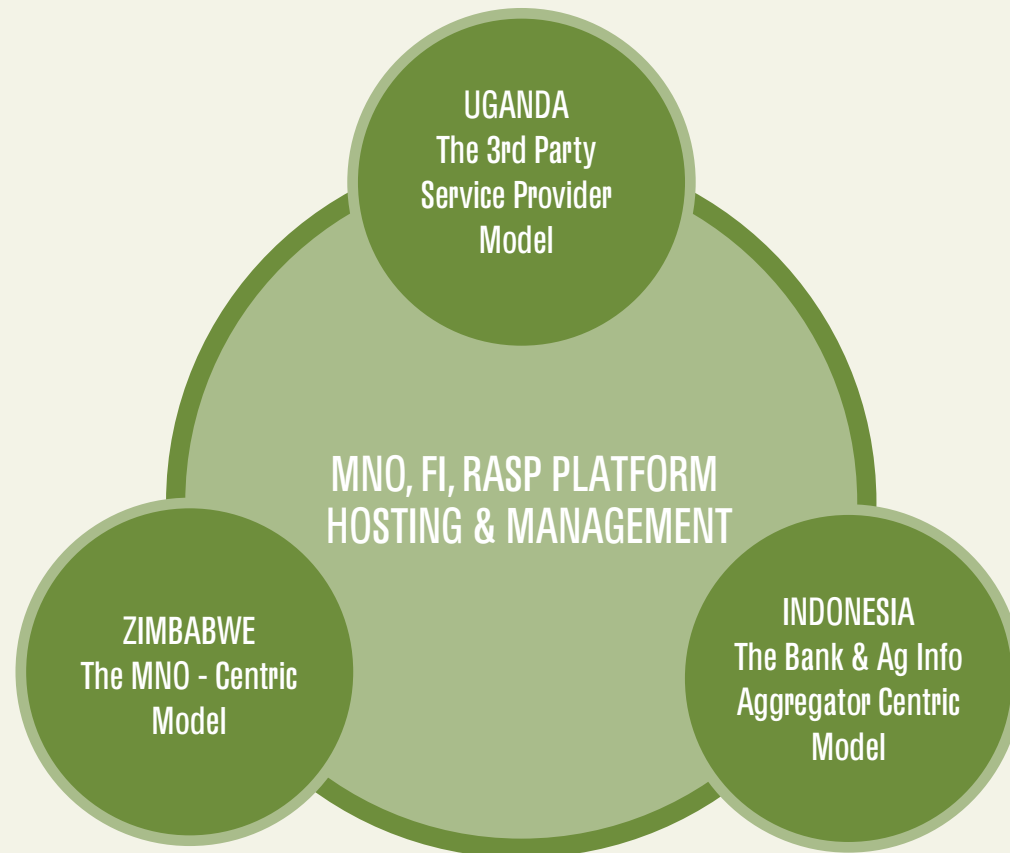 UGANDA
The 3rd Party
Service Provider
Model
MNO, FI, RASP PLATFORM
HOSTING & MANAGEMENT
ZIMBABWE
The MNO - Centric
Model
INDONESIA
The Bank & Ag Info
Aggregator Centric
Model